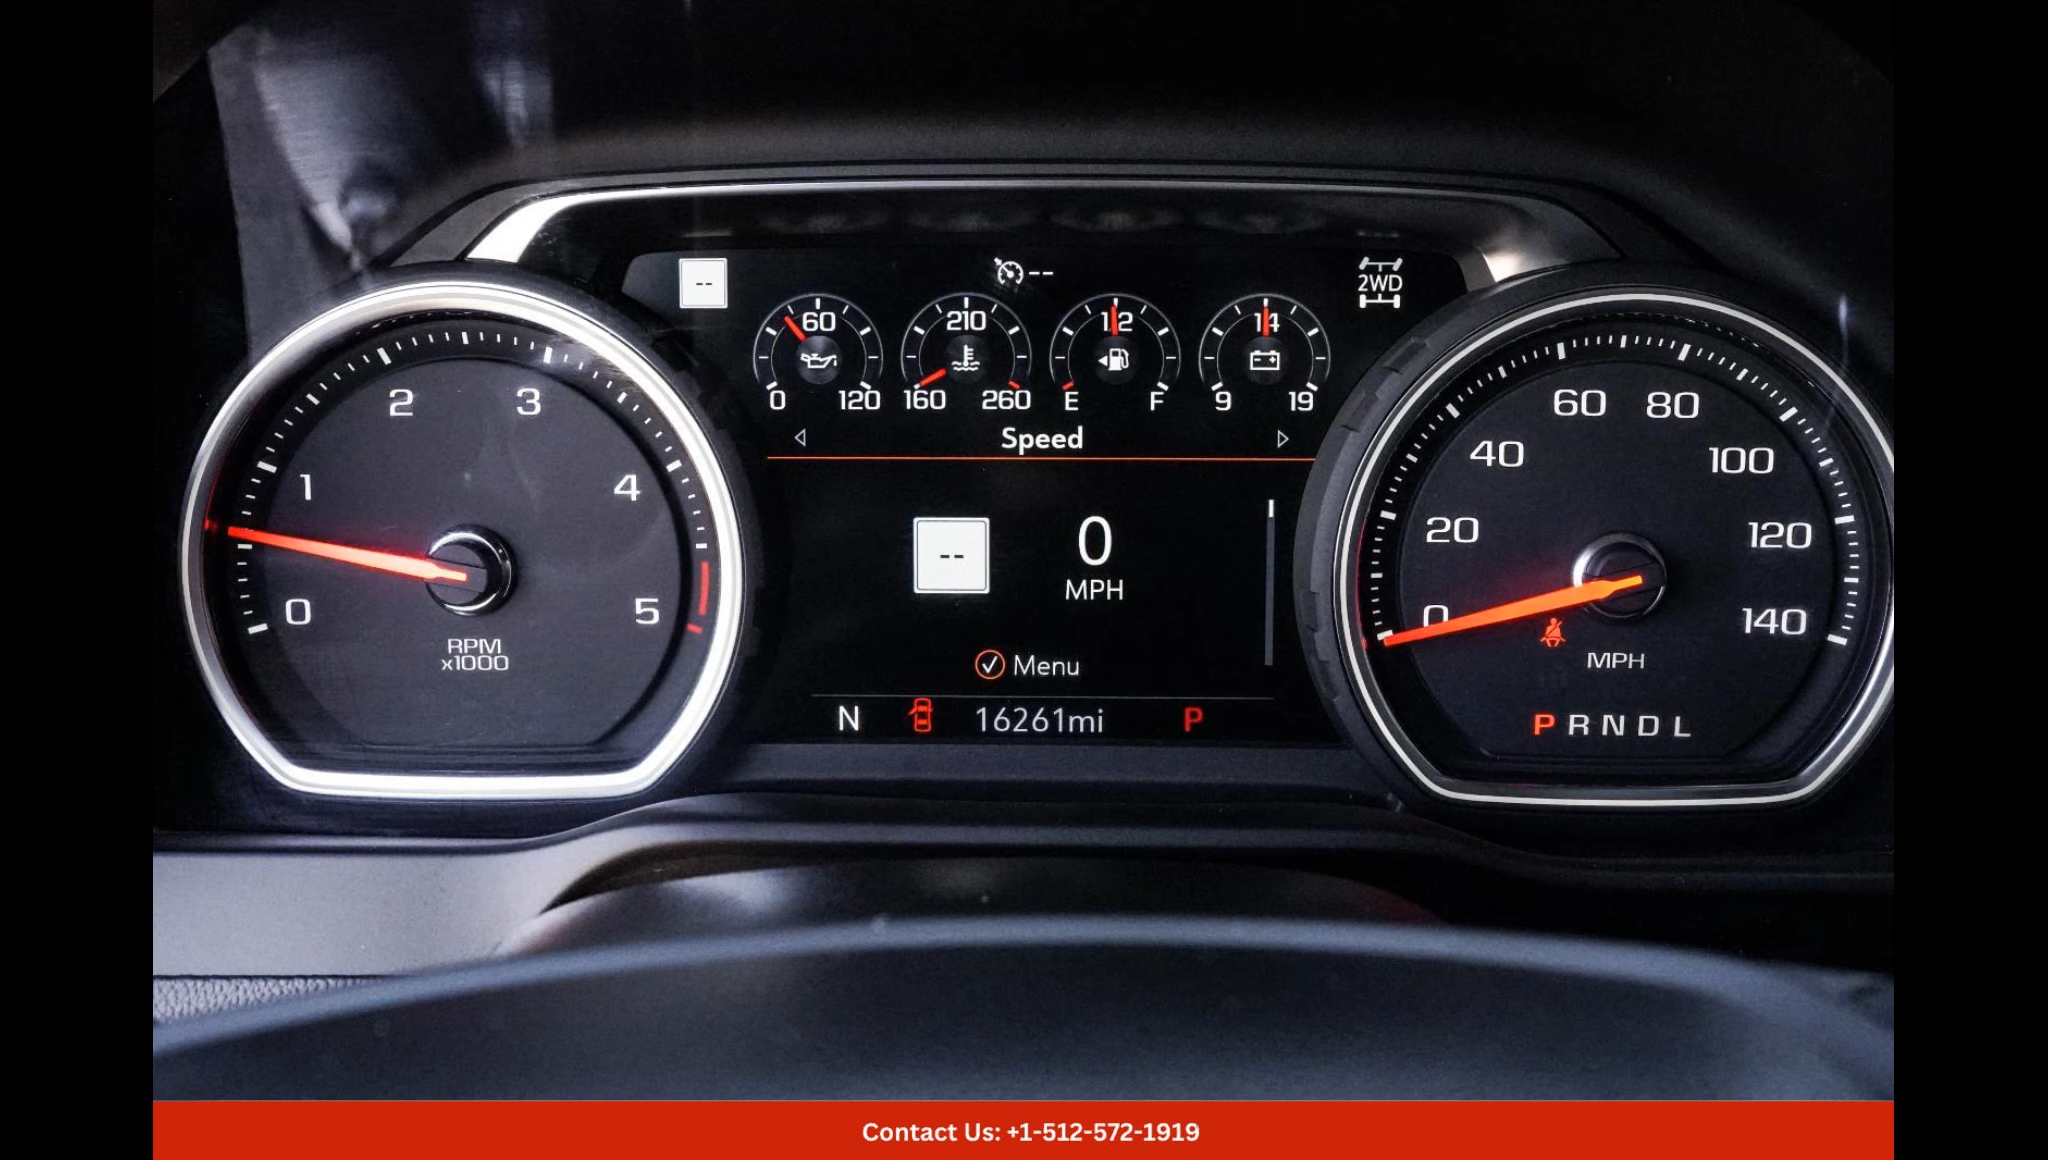 --
--
2WD
60
0 120
210
160 260
1/2
E F
14
9 19
Speed
0
1
2
3
4
5
RPM
x1000
--
0
MPH
Menu
N 16261mi P
0
20
40
60
80
100
120
140
MPH
P R N D L
Contact Us: +1-512-572-1919